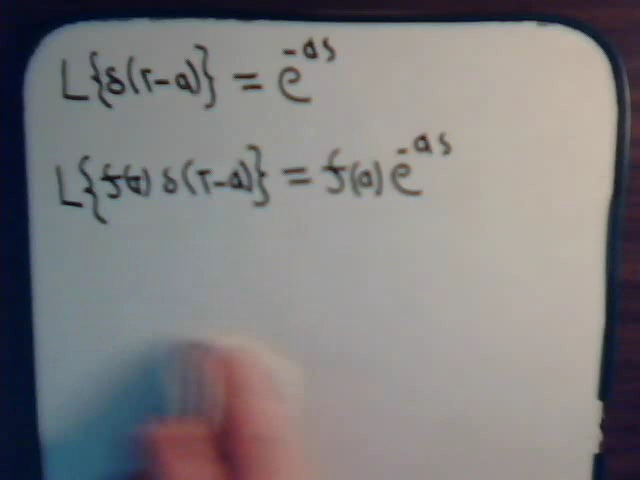 L{δ(t-a)} = e^-as
L{f(t) δ(t-a)} = f(a) e^-as